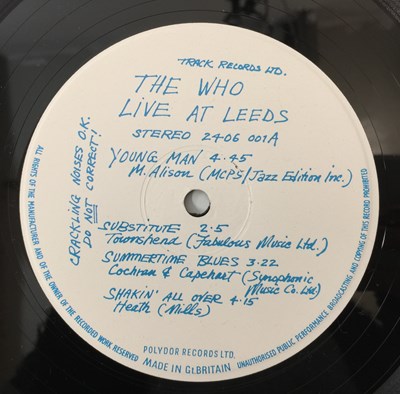 TRACK RECORDS LTD.
THE WHO
LiVE AT LEEDS
STEREO 2406 001A
YOUNG MAN 4.45
M. Alison (MCPS/Jazz Edition Inc.)
CRACKLING NOISES O.K.
DO NOT CORRECT!
SUBSTITUTE 2.5
Townshend (Fabulous Music Ltd.)
SUMMERTIME BLUES 3.22
Cochran & Capehart (Synophonic
Music Co. Ltd)
SHAKIN' ALL OVER 4.15
Heath (Mills)
POLYDOR RECORDS LTD.
MADE IN Gt. BRITAIN
ALL RIGHTS OF THE MANUFACTURER AND OF THE OWNER OF THE RECORDED WORK RESERVED UNAUTHORISED PUBLIC PERFORMANCE BROADCASTING AND COPYING OF THIS RECORD PROHIBITED